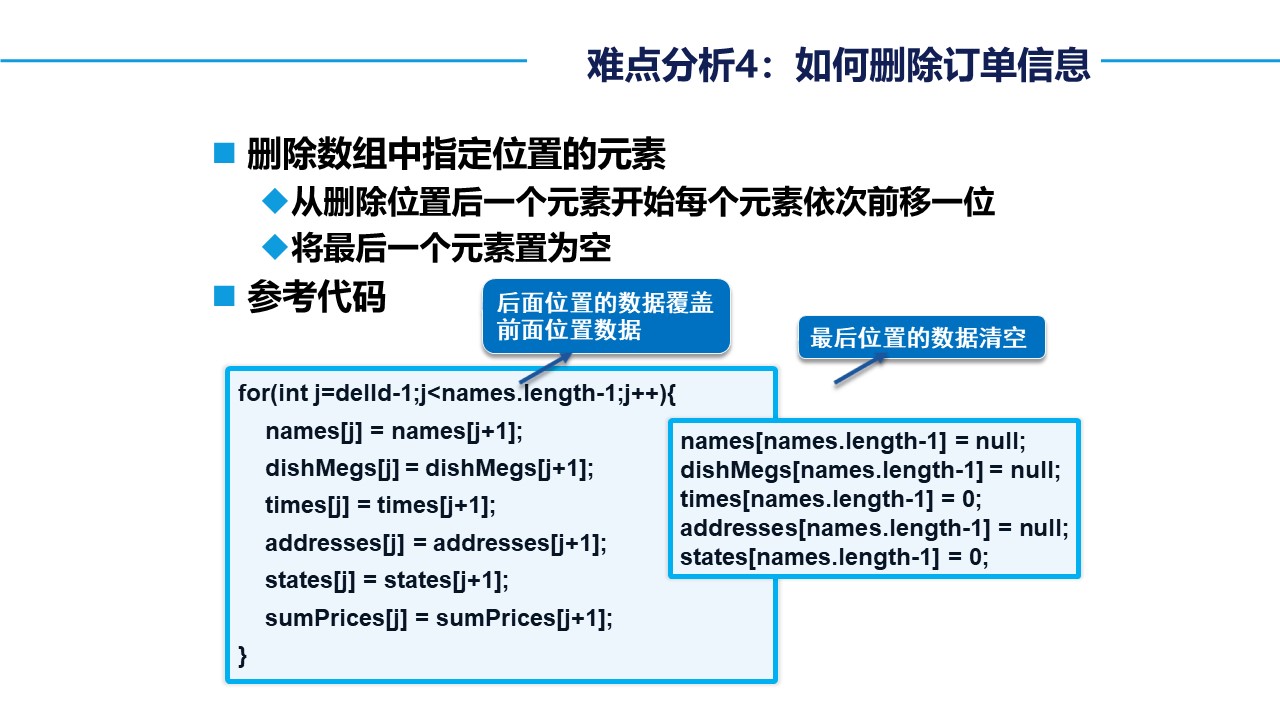 难点分析4：如何删除订单信息
删除数组中指定位置的元素
从删除位置后一个元素开始每个元素依次前移一位
将最后一个元素置为空
参考代码
后面位置的数据覆盖
前面位置数据
最后位置的数据清空
for(int j=delId-1;j<names.length-1;j++){
names[j] = names[j+1];
dishMegs[j] = dishMegs[j+1];
times[j] = times[j+1];
addresses[j] = addresses[j+1];
states[j] = states[j+1];
sumPrices[j] = sumPrices[j+1];
}
names[names.length-1] = null;
dishMegs[names.length-1] = null;
times[names.length-1] = 0;
addresses[names.length-1] = null;
states[names.length-1] = 0;